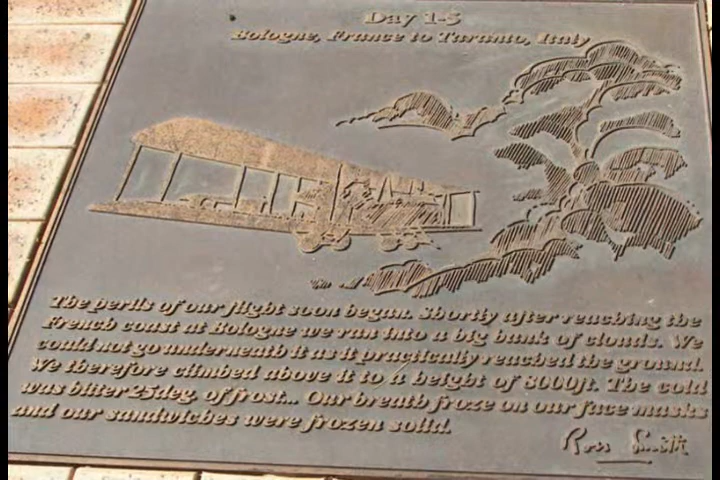 Day 1-5
Bologne, France to Taranto, Italy
The perils of our flight soon began. Shortly after reaching the
French coast at Bologne we ran into a big bank of clouds. We
could not go underneath it as it practically reached the ground.
We therefore climbed above it to a height of 8000ft. The cold
was bitter 25deg. of frost... Our breath froze on our face masks
and our sandwiches were frozen solid.
Ross Smith